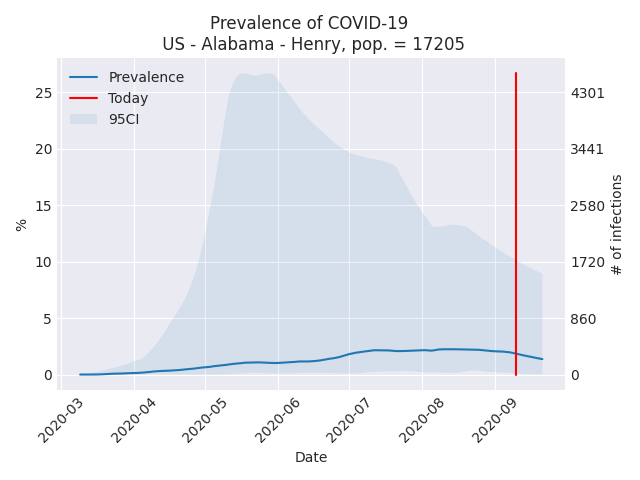 Prevalence of COVID-19
US - Alabama - Henry, pop. = 17205
Prevalence
Today
95CI
25
20
15
10
5
0
%
4301
3441
2580
1720
860
0
# of infections
2020-03
2020-04
2020-05
2020-06
2020-07
2020-08
2020-09
Date